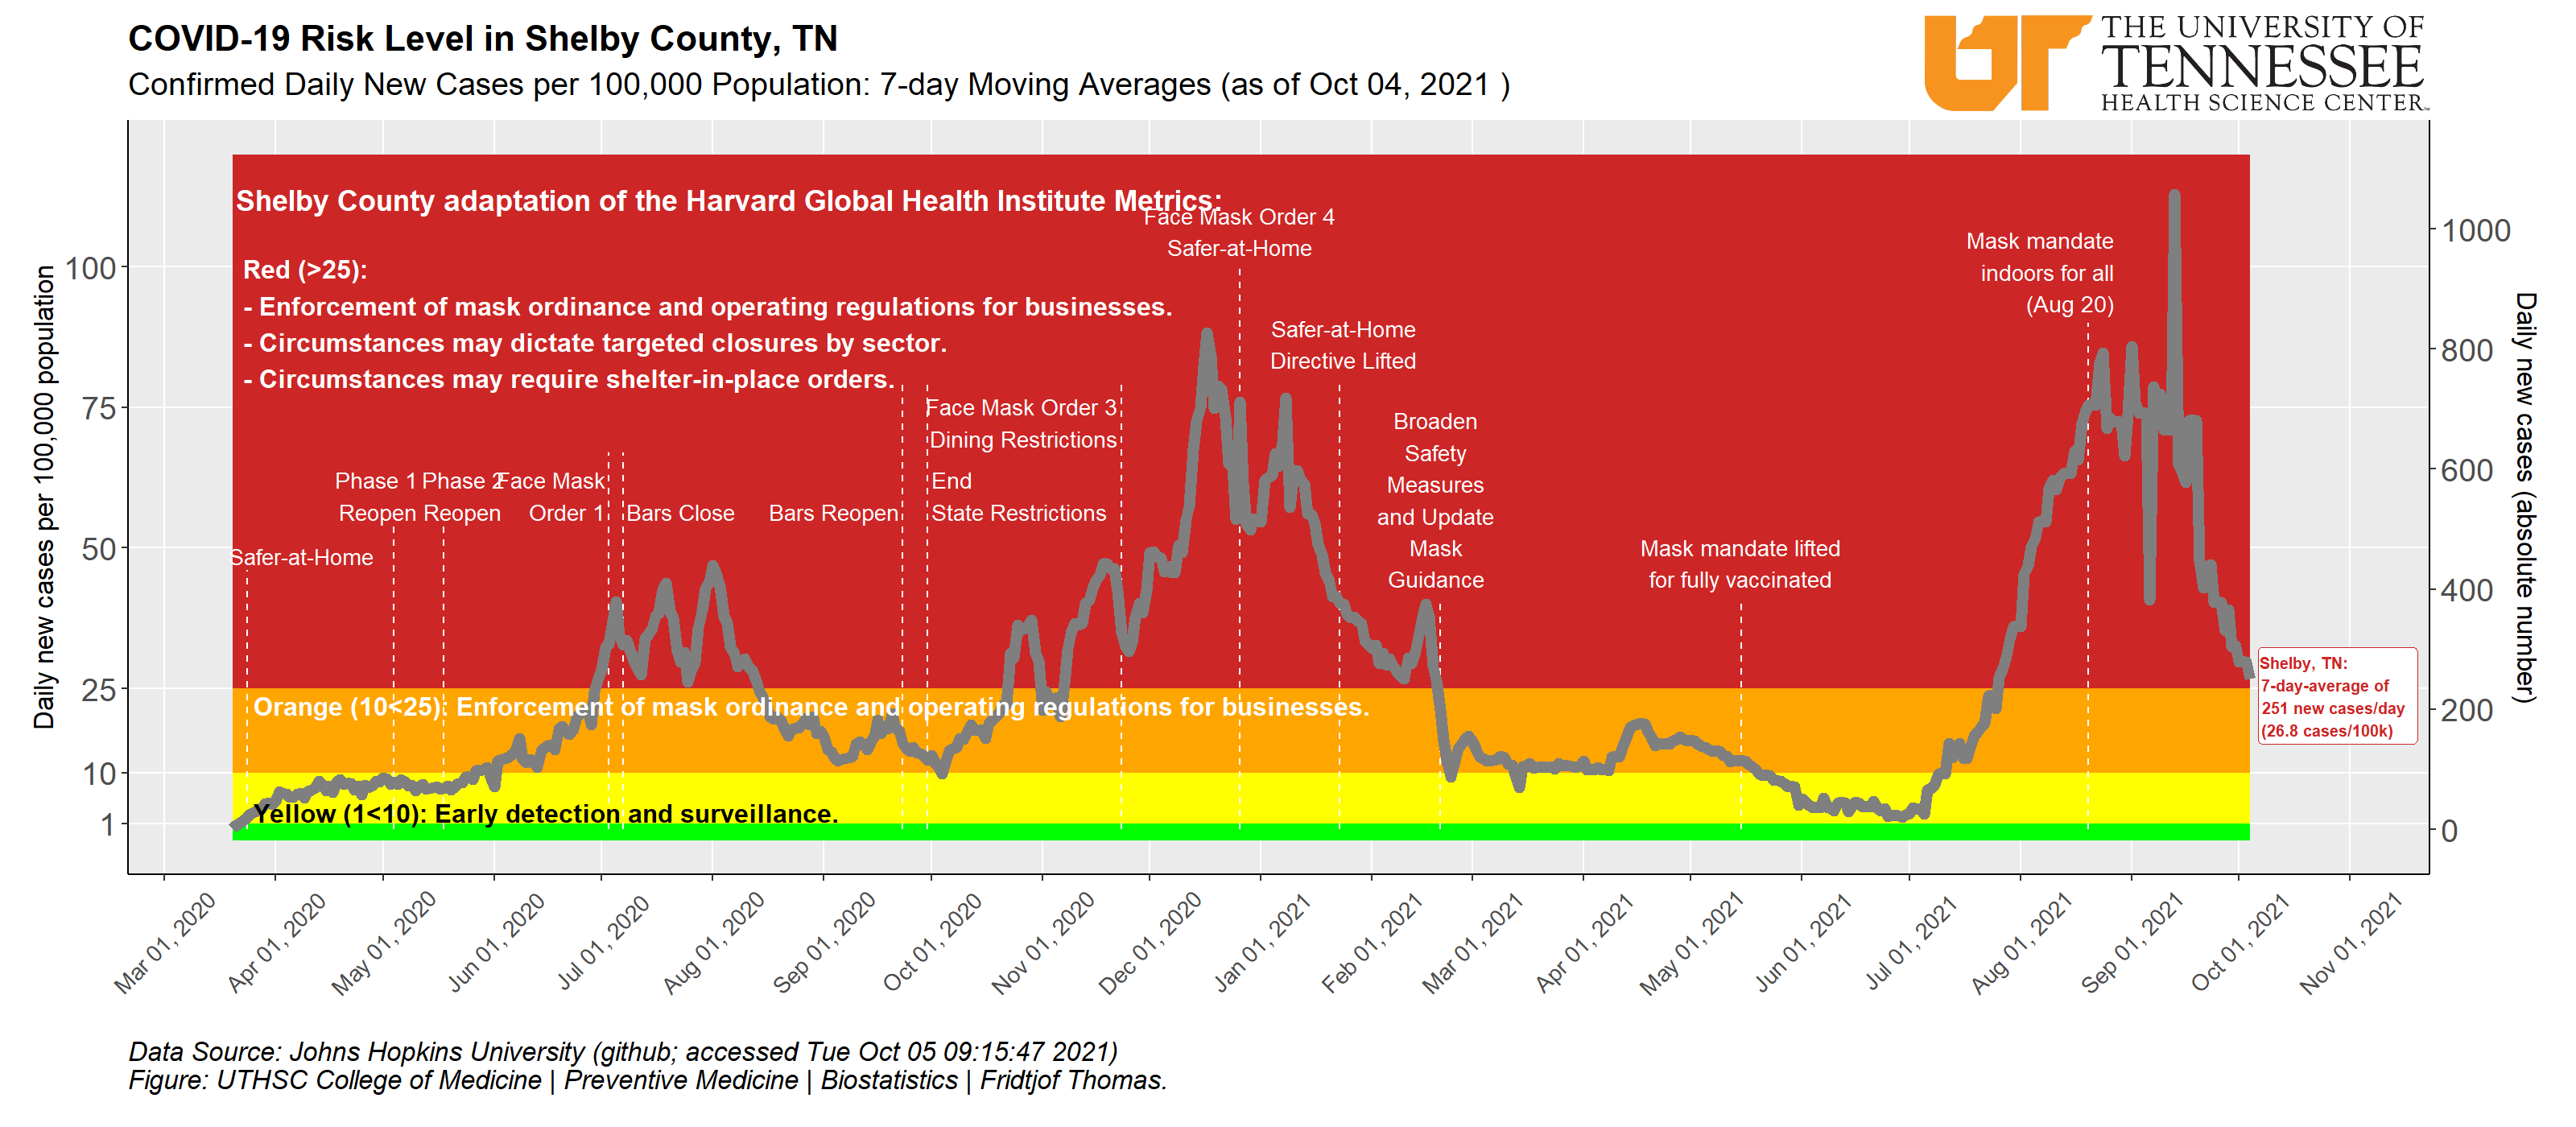 COVID-19 Risk Level in Shelby County, TN
Confirmed Daily New Cases per 100,000 Population: 7-day Moving Averages (as of Oct 04, 2021 )
UT
THE UNIVERSITY OF
TENNESSEE
HEALTH SCIENCE CENTER™
Daily new cases per 100,000 population
100
75
50
25
10
1
Shelby County adaptation of the Harvard Global Health Institute Metrics:
Red (>25):
- Enforcement of mask ordinance and operating regulations for businesses.
- Circumstances may dictate targeted closures by sector.
- Circumstances may require shelter-in-place orders.
Safer-at-Home
Phase 1
Reopen
Phase 2
Reopen
Face Mask
Order 1
Bars Close
Bars Reopen
End
State Restrictions
Face Mask Order 3
Dining Restrictions
Face Mask Order 4
Safer-at-Home
Safer-at-Home
Directive Lifted
Broaden
Safety
Measures
and Update
Mask
Guidance
Mask mandate lifted
for fully vaccinated
Mask mandate
indoors for all
(Aug 20)
Orange (10<25): Enforcement of mask ordinance and operating regulations for businesses.
Yellow (1<10): Early detection and surveillance.
Shelby, TN:
7-day-average of
251 new cases/day
(26.8 cases/100k)
1000
800
600
400
200
0
Daily new cases (absolute number)
Mar 01, 2020
Apr 01, 2020
May 01, 2020
Jun 01, 2020
Jul 01, 2020
Aug 01, 2020
Sep 01, 2020
Oct 01, 2020
Nov 01, 2020
Dec 01, 2020
Jan 01, 2021
Feb 01, 2021
Mar 01, 2021
Apr 01, 2021
May 01, 2021
Jun 01, 2021
Jul 01, 2021
Aug 01, 2021
Sep 01, 2021
Oct 01, 2021
Nov 01, 2021
Data Source: Johns Hopkins University (github; accessed Tue Oct 05 09:15:47 2021)
Figure: UTHSC College of Medicine | Preventive Medicine | Biostatistics | Fridtjof Thomas.